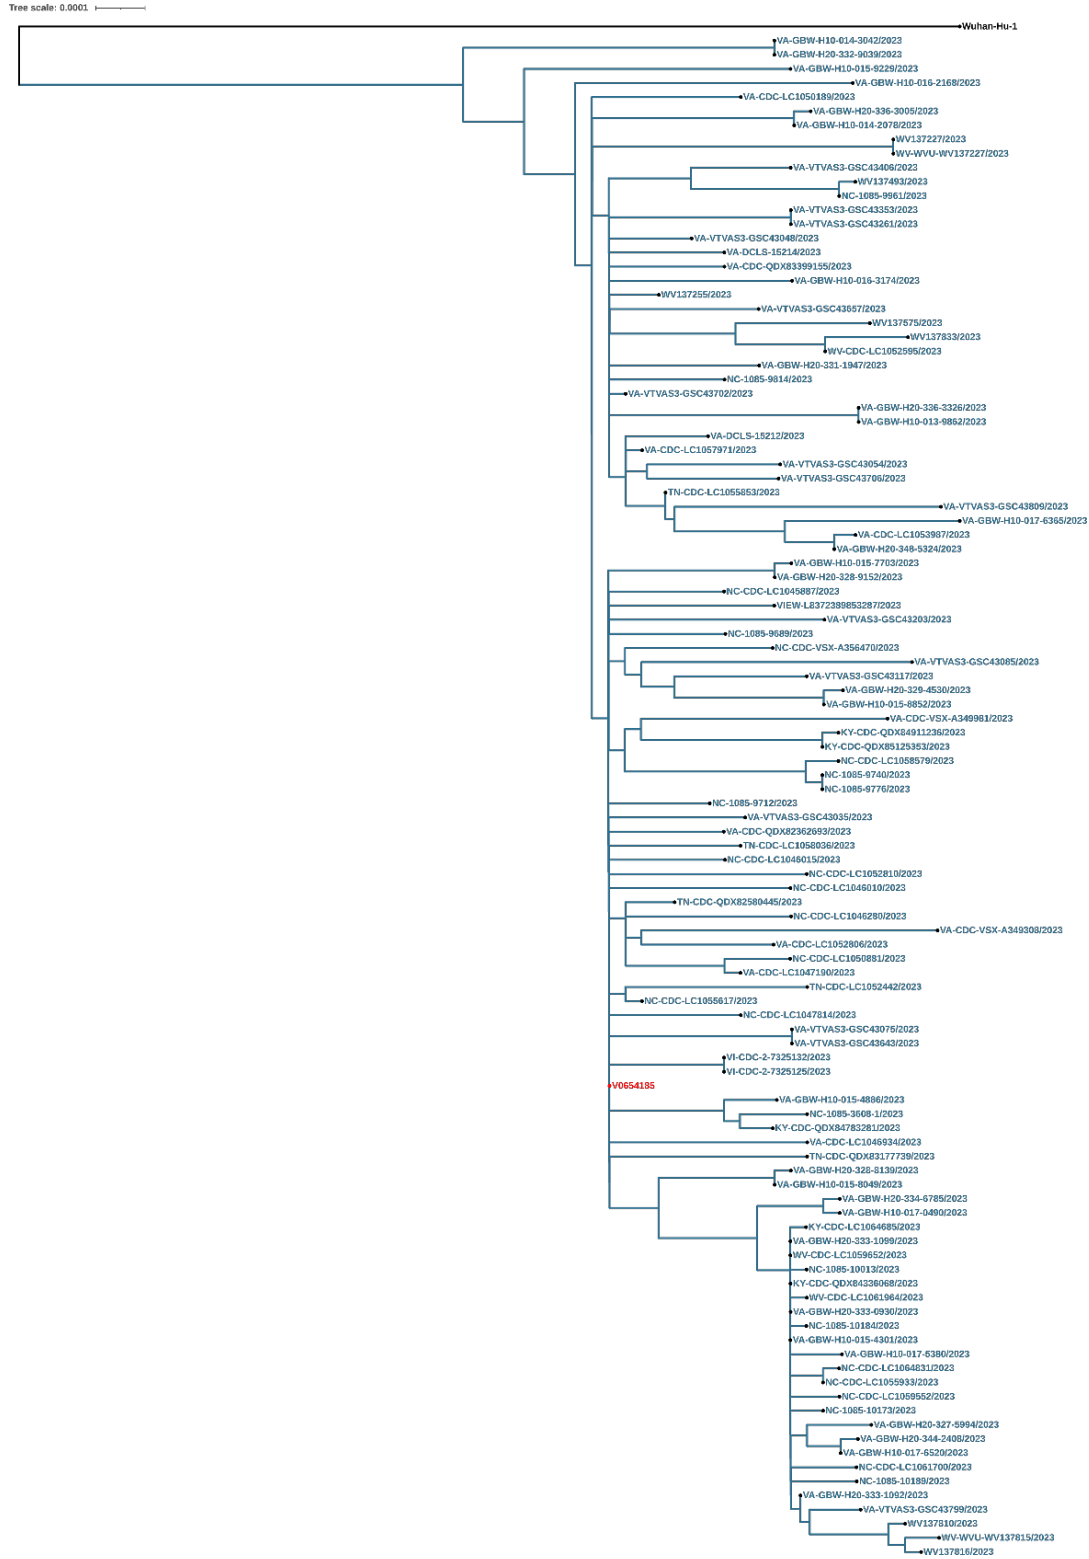 Tree scale: 0.0001
Wuhan-Hu-1
VA-GBW-H10-014-3042/2023
VA-GBW-H20-332-9039/2023
VA-GBW-H10-015-9229/2023
VA-GBW-H10-016-2168/2023
VA-CDC-LC1050189/2023
VA-GBW-H20-336-3005/2023
VA-GBW-H10-014-2078/2023
WV137227/2023
WV-WVU-WV137227/2023
VA-VTVAS3-GSC43406/2023
WV137493/2023
NC-1085-9961/2023
VA-VTVAS3-GSC43353/2023
VA-VTVAS3-GSC43261/2023
VA-VTVAS3-GSC43048/2023
VA-DCLS-15214/2023
VA-CDC-QDX83399155/2023
VA-GBW-H10-016-3174/2023
WV137255/2023
VA-VTVAS3-GSC43657/2023
WV137575/2023
WV137833/2023
WV-CDC-LC1052595/2023
VA-GBW-H20-331-1947/2023
NC-1085-9814/2023
VA-VTVAS3-GSC43702/2023
VA-GBW-H20-336-3326/2023
VA-GBW-H10-013-9862/2023
VA-DCLS-15212/2023
VA-CDC-LC1057971/2023
VA-VTVAS3-GSC43054/2023
VA-VTVAS3-GSC43706/2023
TN-CDC-LC1055853/2023
VA-VTVAS3-GSC43809/2023
VA-GBW-H10-017-6365/2023
VA-CDC-LC1053987/2023
VA-GBW-H20-348-5324/2023
VA-GBW-H10-015-7703/2023
VA-GBW-H20-328-9152/2023
NC-CDC-LC1045887/2023
VIEW-L8372389853287/2023
VA-VTVAS3-GSC43203/2023
NC-1085-9689/2023
NC-CDC-VSX-A356470/2023
VA-VTVAS3-GSC43085/2023
VA-VTVAS3-GSC43117/2023
VA-GBW-H20-329-4530/2023
VA-GBW-H10-015-8852/2023
VA-CDC-VSX-A349981/2023
KY-CDC-QDX84911236/2023
KY-CDC-QDX85125353/2023
NC-CDC-LC1058579/2023
NC-1085-9740/2023
NC-1085-9776/2023
NC-1085-9712/2023
VA-VTVAS3-GSC43035/2023
VA-CDC-QDX82362693/2023
TN-CDC-LC1058036/2023
NC-CDC-LC1046015/2023
NC-CDC-LC1052810/2023
NC-CDC-LC1046010/2023
TN-CDC-QDX82580445/2023
NC-CDC-LC1046280/2023
VA-CDC-VSX-A349308/2023
VA-CDC-LC1052806/2023
NC-CDC-LC1050881/2023
VA-CDC-LC1047190/2023
TN-CDC-LC1052442/2023
NC-CDC-LC1055617/2023
NC-CDC-LC1047814/2023
VA-VTVAS3-GSC43075/2023
VA-VTVAS3-GSC43643/2023
VI-CDC-2-7325132/2023
VI-CDC-2-7325125/2023
V0654185
VA-GBW-H10-015-4886/2023
NC-1085-3608-1/2023
KY-CDC-QDX84783281/2023
VA-CDC-LC1046934/2023
TN-CDC-QDX83177739/2023
VA-GBW-H20-328-8139/2023
VA-GBW-H10-015-8049/2023
VA-GBW-H20-334-6785/2023
VA-GBW-H10-017-0490/2023
KY-CDC-LC1064685/2023
VA-GBW-H20-333-1099/2023
WV-CDC-LC1059652/2023
NC-1085-10013/2023
KY-CDC-QDX84336068/2023
WV-CDC-LC1061964/2023
VA-GBW-H20-333-0930/2023
NC-1085-10184/2023
VA-GBW-H10-015-4301/2023
VA-GBW-H10-017-5380/2023
NC-CDC-LC1064831/2023
NC-CDC-LC1055933/2023
NC-CDC-LC1059552/2023
NC-1085-10173/2023
VA-GBW-H20-327-5994/2023
VA-GBW-H20-344-2408/2023
VA-GBW-H10-017-6520/2023
NC-CDC-LC1061700/2023
NC-1085-10189/2023
VA-GBW-H20-333-1092/2023
VA-VTVAS3-GSC43799/2023
WV137810/2023
WV-WVU-WV137815/2023
WV137816/2023